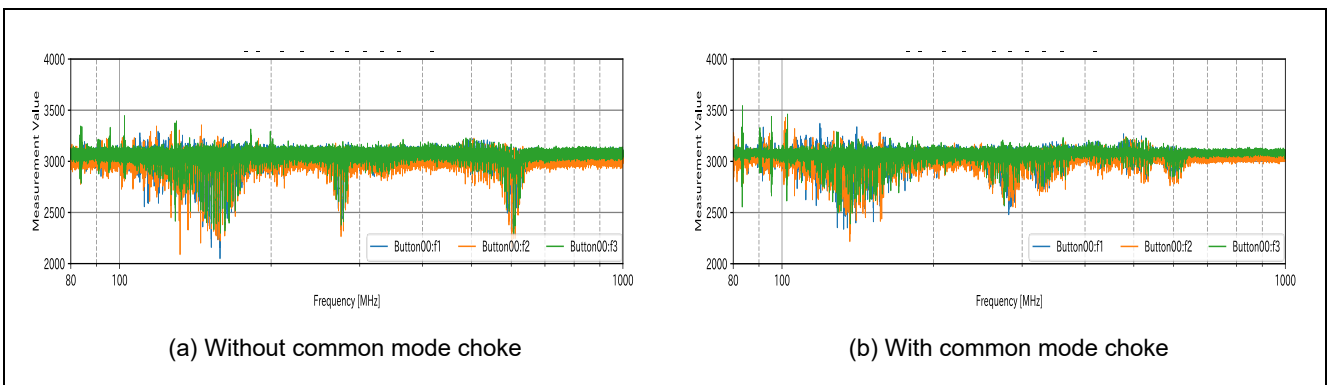 4000
3500
3000
2500
2000
Measurement Value
Button00:f1 Button00:f2 Button00:f3
80 100 1000
Frequency [MHz]
(a) Without common mode choke
4000
3500
3000
2500
2000
Measurement Value
Button00:f1 Button00:f2 Button00:f3
80 100 1000
Frequency [MHz]
(b) With common mode choke